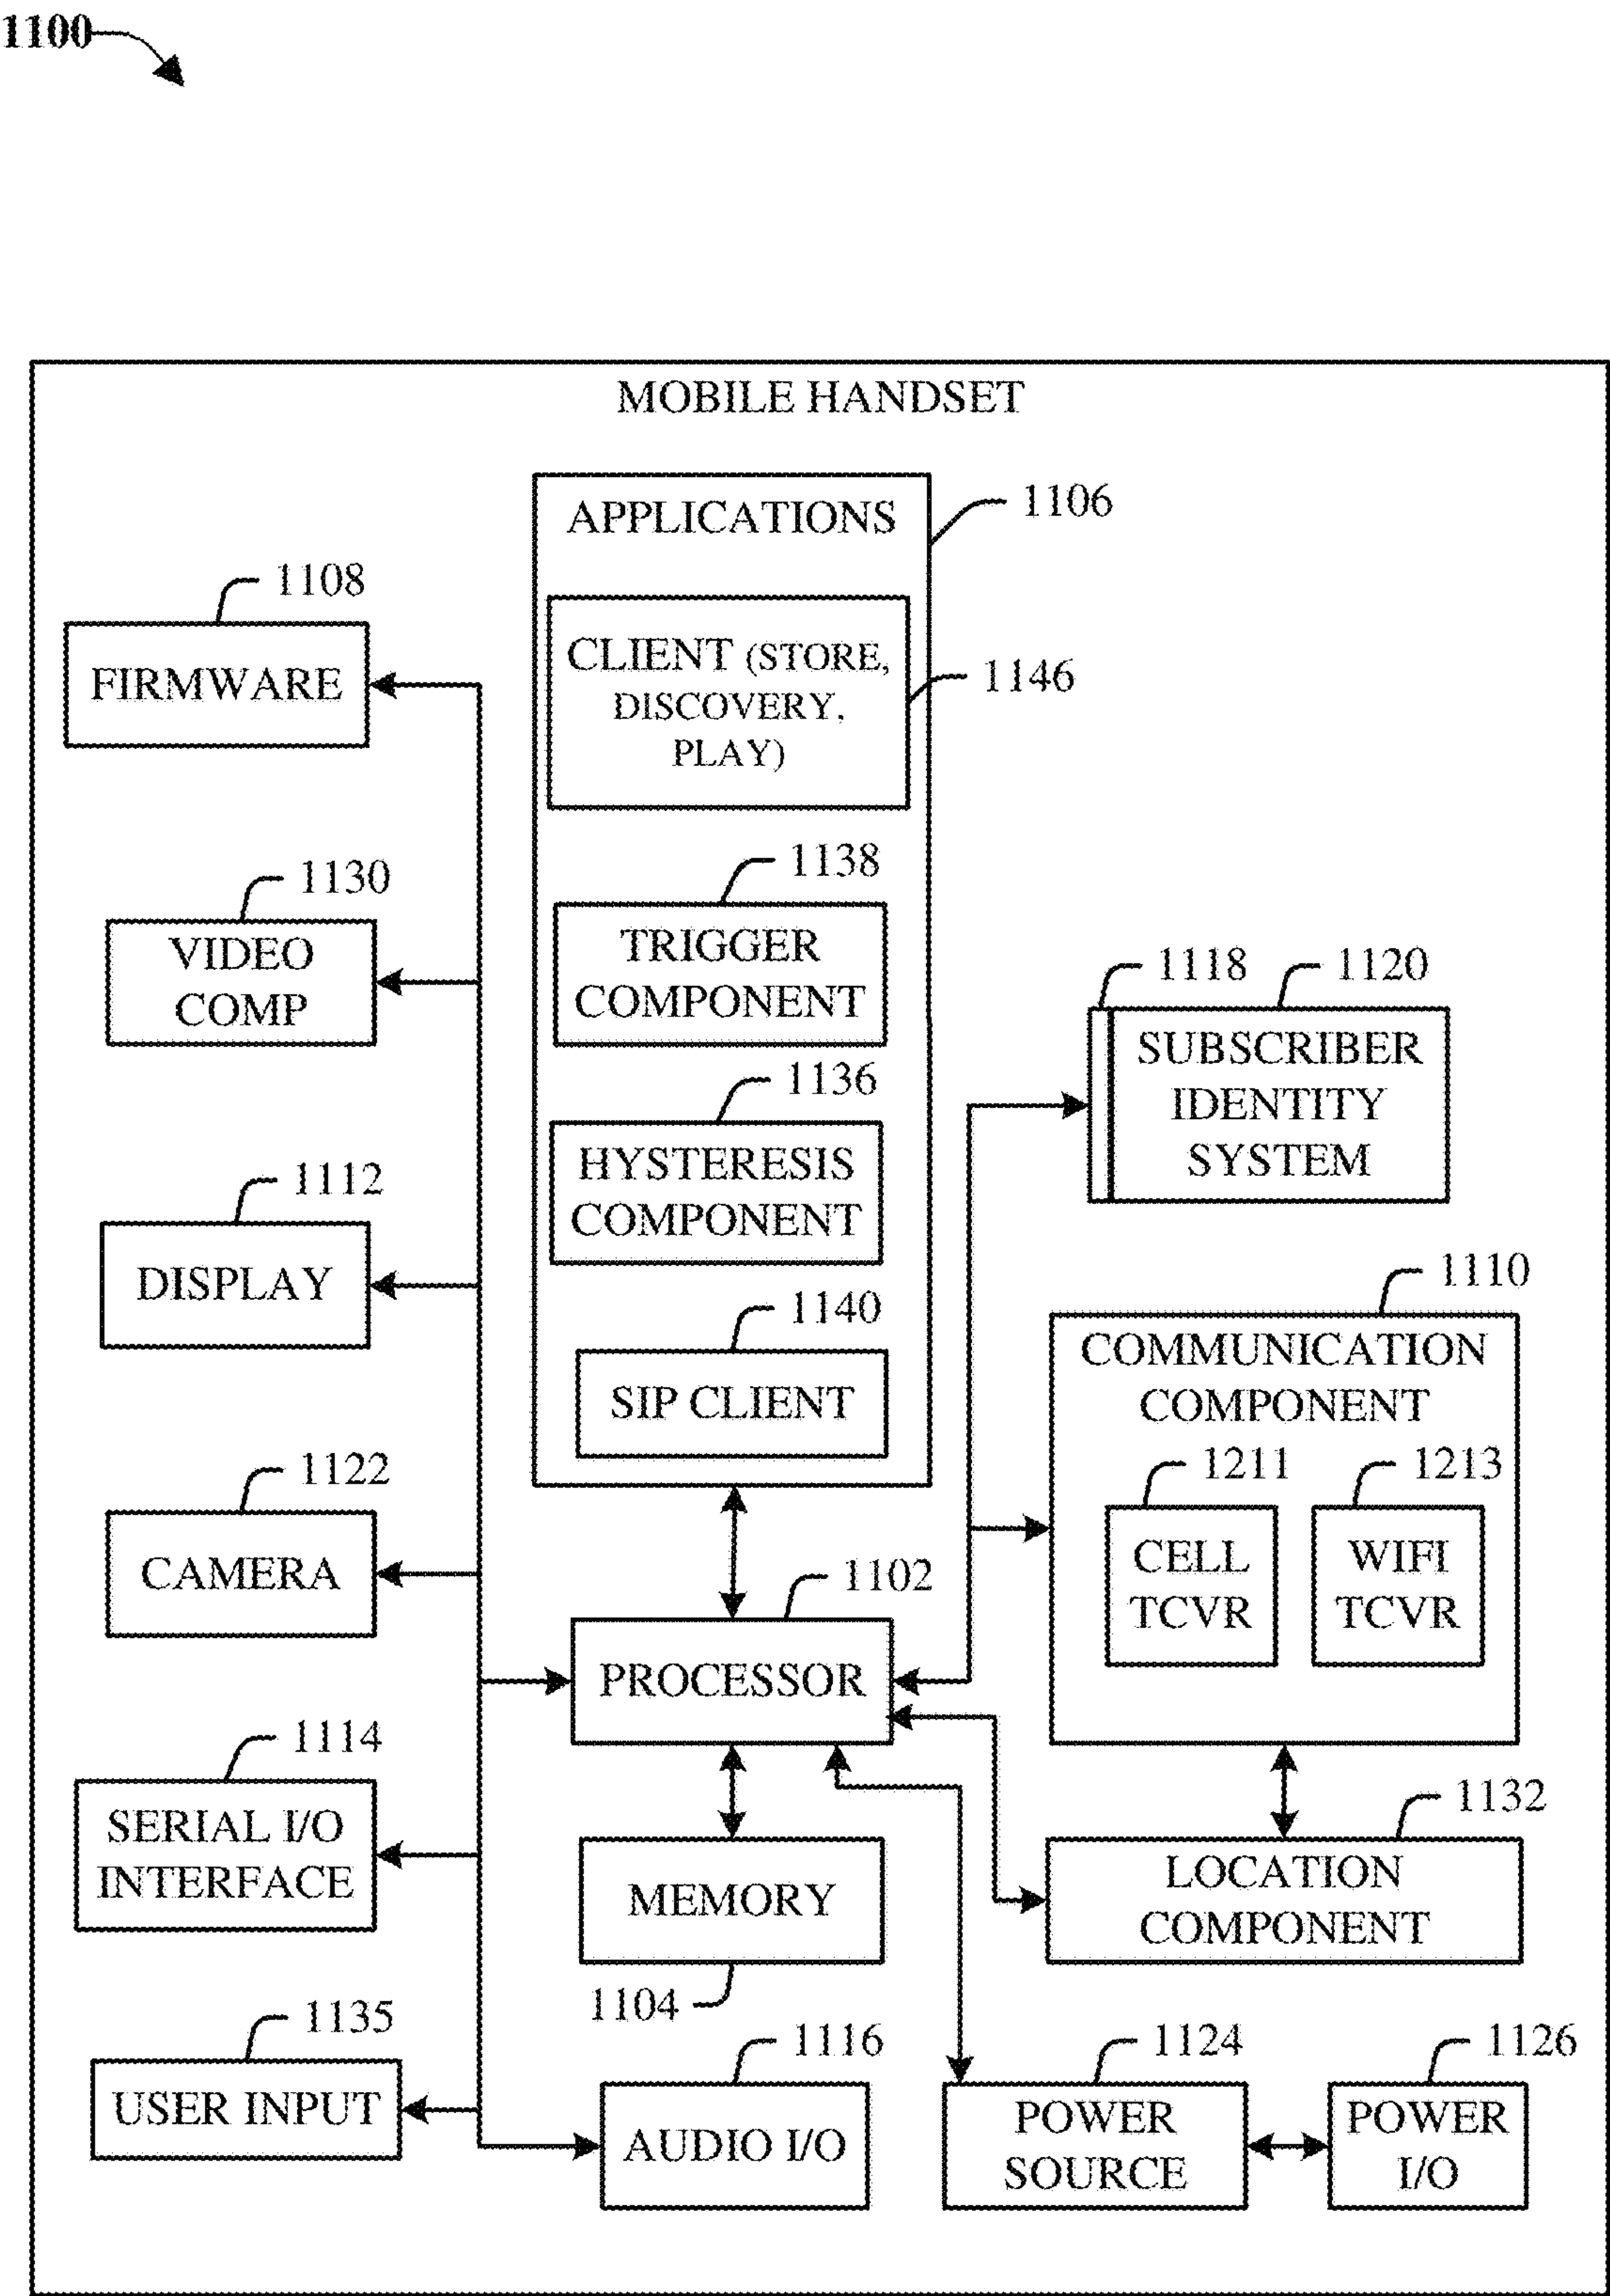 1100
MOBILE HANDSET
APPLICATIONS
1106
CLIENT (STORE,
DISCOVERY,
PLAY)
1146
1138
TRIGGER
COMPONENT
1136
HYSTERESIS
COMPONENT
1140
SIP CLIENT
1108
FIRMWARE
1130
VIDEO
COMP
1112
DISPLAY
1122
CAMERA
1114
SERIAL I/O
INTERFACE
1135
USER INPUT
1102
PROCESSOR
MEMORY
1104
1116
AUDIO I/O
1118
1120
SUBSCRIBER
IDENTITY
SYSTEM
1110
COMMUNICATION
COMPONENT
1211
CELL
TCVR
1213
WIFI
TCVR
1132
LOCATION
COMPONENT
1124
POWER
SOURCE
1126
POWER
I/O